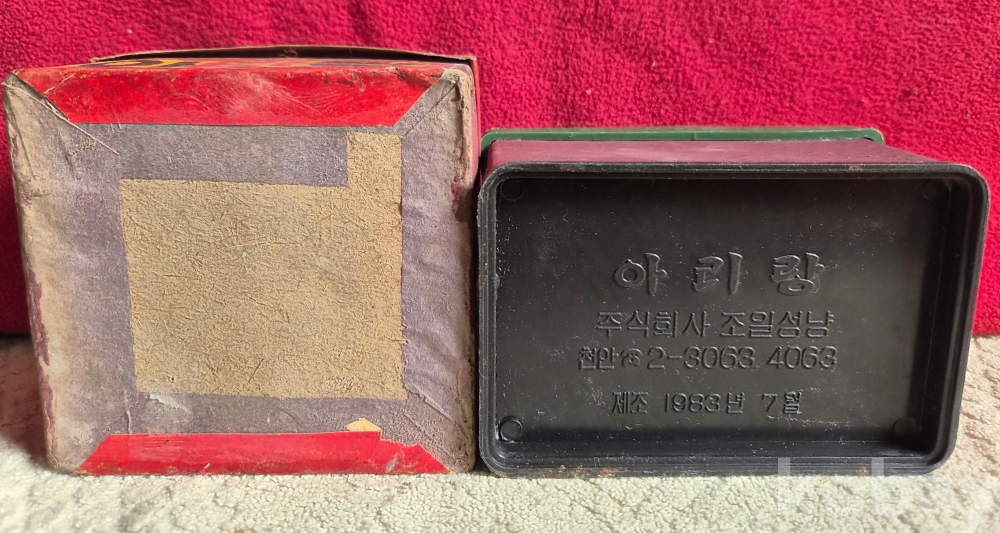 아리랑
주식회사 조일성냥
천안☎2-3063 4063
제조 1983년 7월